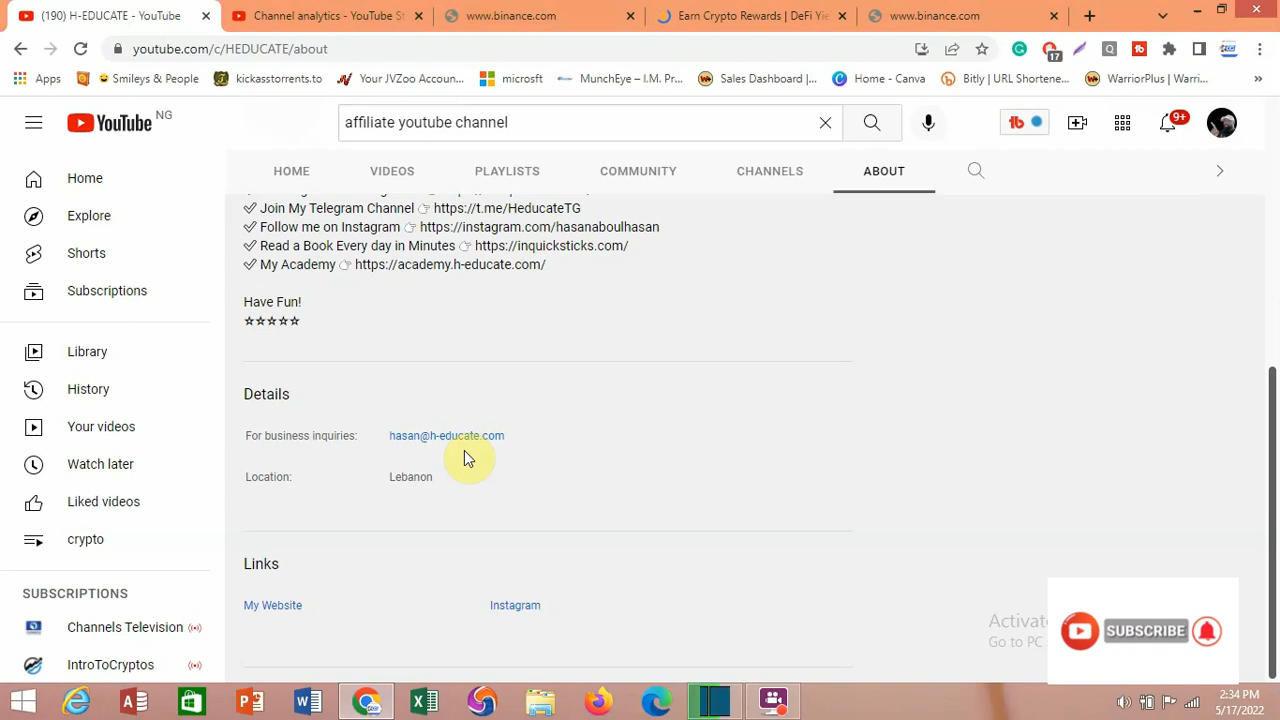 (190) H-EDUCATE - YouTube
Channel analytics - YouTube St
www.binance.com
Earn Crypto Rewards | DeFi Yie
www.binance.com
youtube.com/c/HEDUCATE/about
17
Apps
Smileys & People
kickasstorrents.to
Your JVZoo Accoun...
microsft
MunchEye – I.M. Pr...
Sales Dashboard |...
Home - Canva
Bitly | URL Shortene...
WarriorPlus | Warri...
»
YouTube NG
affiliate youtube channel
tb
9+
HOME
VIDEOS
PLAYLISTS
COMMUNITY
CHANNELS
ABOUT
Join My Telegram Channel 👉 https://t.me/HeducateTG
Follow me on Instagram 👉 https://instagram.com/hasanaboulhasan
Read a Book Every day in Minutes 👉 https://inquicksticks.com/
My Academy 👉 https://academy.h-educate.com/
Have Fun!
☆☆☆☆☆
Details
For business inquiries: hasan@h-educate.com
Location: Lebanon
Links
My Website
Instagram
Home
Explore
Shorts
Subscriptions
Library
History
Your videos
Watch later
Liked videos
crypto
SUBSCRIPTIONS
Channels Television
IntroToCryptos
Activat
Go to PC
SUBSCRIBE
2:34 PM
5/17/2022